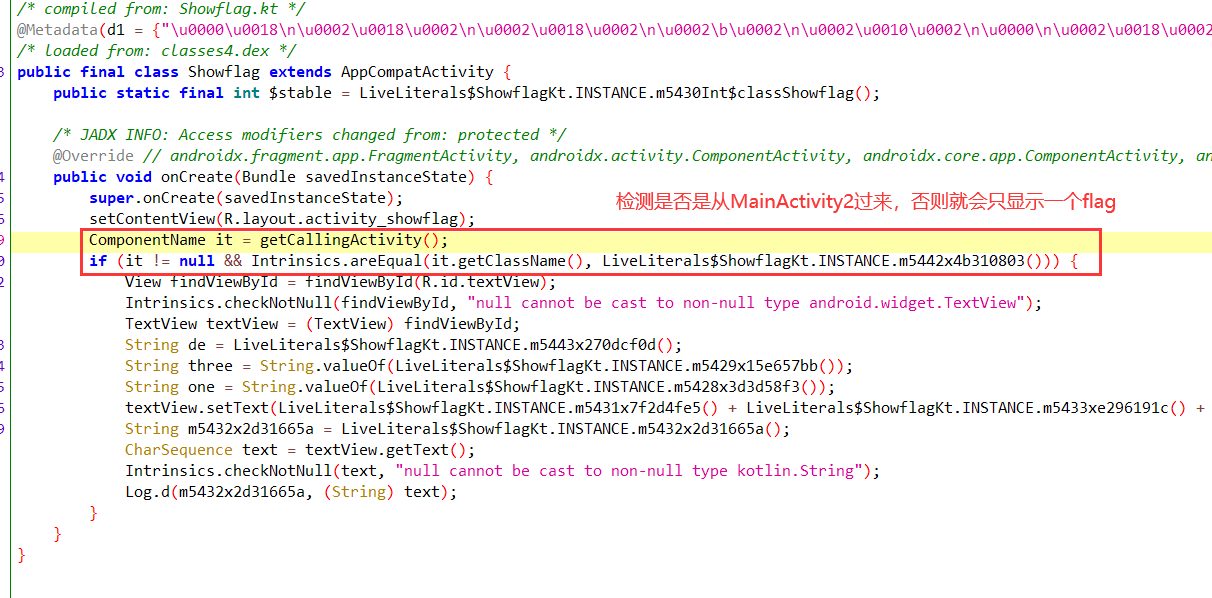 /* compiled from: Showflag.kt */
@Metadata(d1 = {"\u0000\u0018\n\u0002\u0018\u0002\n\u0002\u0018\u0002\n\u0002\b\u0002\n\u0002\u0010\u0002\n\u0000\n\u0002\u0018\u0002
/* loaded from: classes4.dex */
public final class Showflag extends AppCompatActivity {
public static final int $stable = LiveLiterals$ShowflagKt.INSTANCE.m5430Int$classShowflag();
/* JADX INFO: Access modifiers changed from: protected */
@Override // androidx.fragment.app.FragmentActivity, androidx.activity.ComponentActivity, androidx.core.app.ComponentActivity, an
public void onCreate(Bundle savedInstanceState) {
super.onCreate(savedInstanceState);
检测是否是从MainActivity2过来，否则就会只显示一个flag
setContentView(R.layout.activity_showflag);
ComponentName it = getCallingActivity();
if (it != null && Intrinsics.areEqual(it.getClassName(), LiveLiterals$ShowflagKt.INSTANCE.m5442x4b310803())) {
View findViewById = findViewById(R.id.textView);
Intrinsics.checkNotNull(findViewById, "null cannot be cast to non-null type android.widget.TextView");
TextView textView = (TextView) findViewById;
String de = LiveLiterals$ShowflagKt.INSTANCE.m5443x270dcf0d();
String three = String.valueOf(LiveLiterals$ShowflagKt.INSTANCE.m5429x15e657bb());
String one = String.valueOf(LiveLiterals$ShowflagKt.INSTANCE.m5428x3d3d58f3());
textView.setText(LiveLiterals$ShowflagKt.INSTANCE.m5431x7f2d4fe5() + LiveLiterals$ShowflagKt.INSTANCE.m5433xe296191c() +
String m5432x2d31665a = LiveLiterals$ShowflagKt.INSTANCE.m5432x2d31665a();
CharSequence text = textView.getText();
Intrinsics.checkNotNull(text, "null cannot be cast to non-null type kotlin.String");
Log.d(m5432x2d31665a, (String) text);
}
}
}